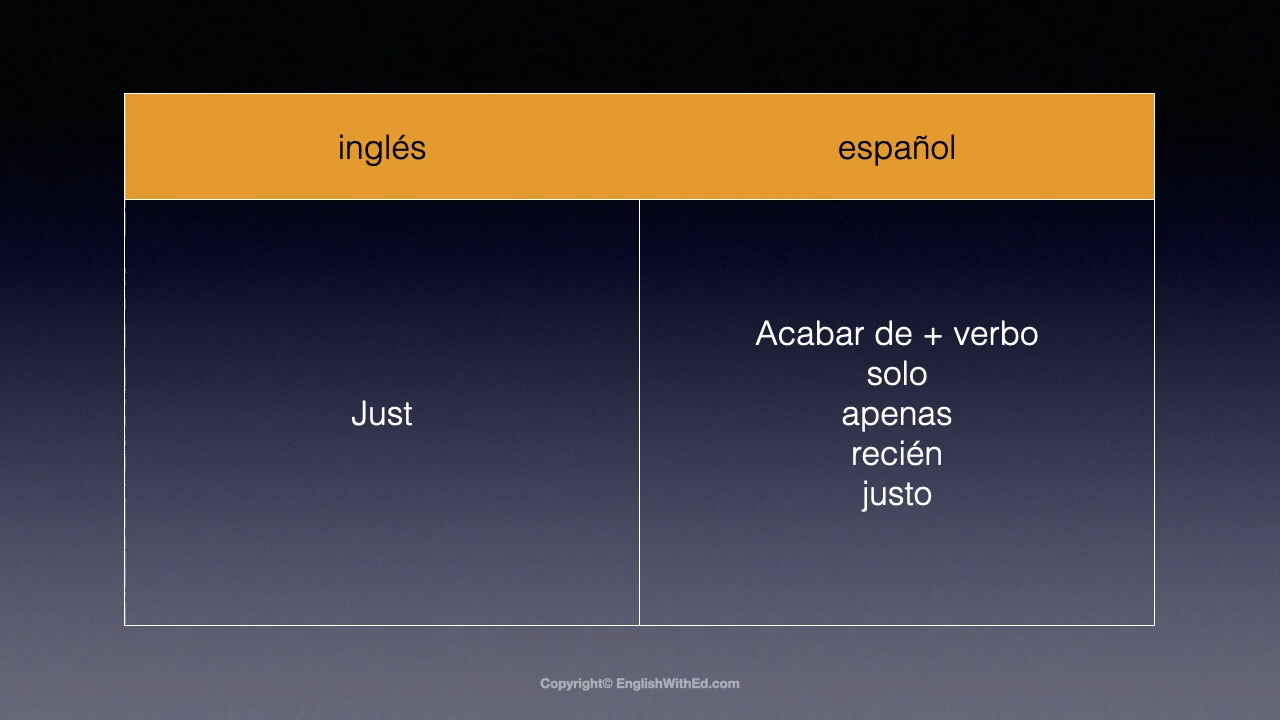 inglés
español
Just
Acabar de + verbo
solo
apenas
recién
justo
Copyright© EnglishWithEd.com